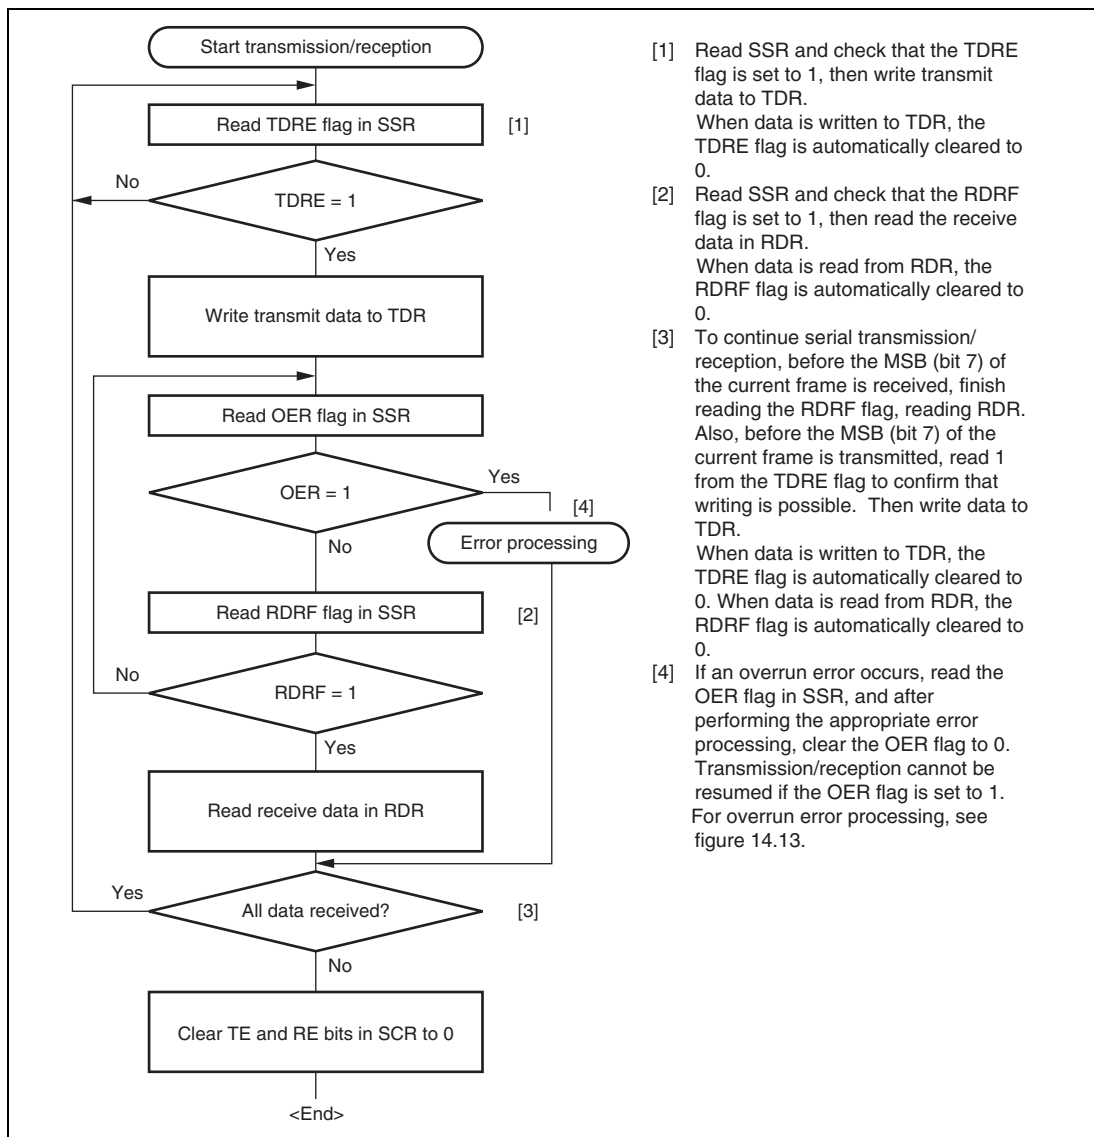 Start transmission/reception
Read TDRE flag in SSR
[1]
No
TDRE = 1
Yes
Write transmit data to TDR
Read OER flag in SSR
OER = 1
Yes
[4]
No
Error processing
Read RDRF flag in SSR
[2]
No
RDRF = 1
Yes
Read receive data in RDR
Yes
All data received?
[3]
No
Clear TE and RE bits in SCR to 0
<End>
[1] Read SSR and check that the TDRE
flag is set to 1, then write transmit
data to TDR.
When data is written to TDR, the
TDRE flag is automatically cleared to
0.
[2] Read SSR and check that the RDRF
flag is set to 1, then read the receive
data in RDR.
When data is read from RDR, the
RDRF flag is automatically cleared to
0.
[3] To continue serial transmission/
reception, before the MSB (bit 7) of
the current frame is received, finish
reading the RDRF flag, reading RDR.
Also, before the MSB (bit 7) of the
current frame is transmitted, read 1
from the TDRE flag to confirm that
writing is possible. Then write data to
TDR.
When data is written to TDR, the
TDRE flag is automatically cleared to
0. When data is read from RDR, the
RDRF flag is automatically cleared to
0.
[4] If an overrun error occurs, read the
OER flag in SSR, and after
performing the appropriate error
processing, clear the OER flag to 0.
Transmission/reception cannot be
resumed if the OER flag is set to 1.
For overrun error processing, see
figure 14.13.